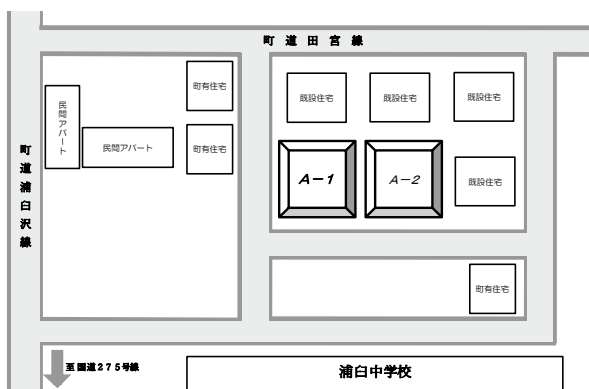 町道田宮線
町有住宅
既設住宅
既設住宅
既設住宅
民間アパート
民間アパート
町有住宅
A－1
A－2
既設住宅
町道浦臼沢線
町有住宅
至国道275号線
浦臼中学校